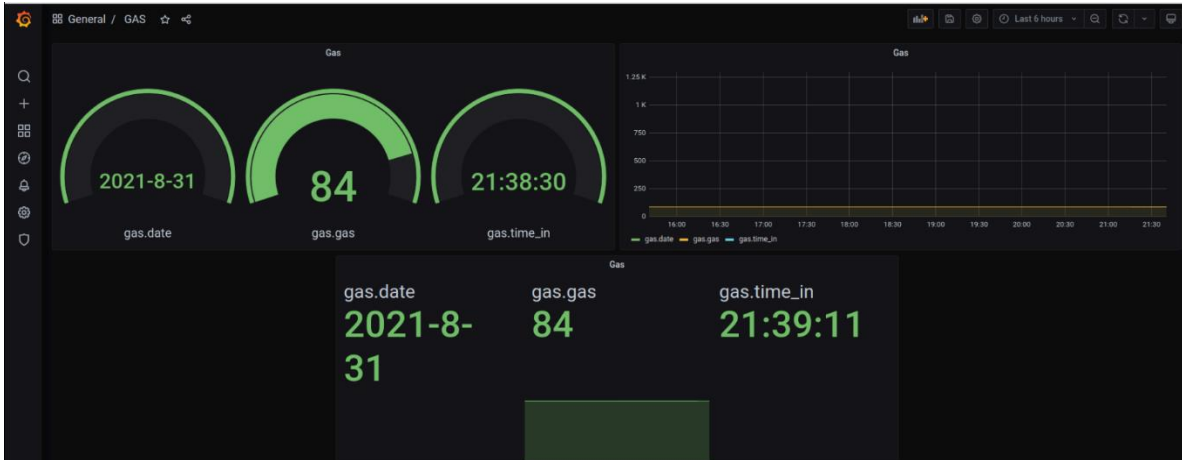 General / GAS
Last 6 hours
Gas
2021-8-31
84
21:38:30
gas.date
gas.gas
gas.time_in
Gas
1.25 K
1 K
750
500
250
0
16:00 16:30 17:00 17:30 18:00 18:30 19:00 19:30 20:00 20:30 21:00 21:30
gas.date gas.gas gas.time_in
Gas
gas.date gas.gas gas.time_in
2021-8-
31
84
21:39:11